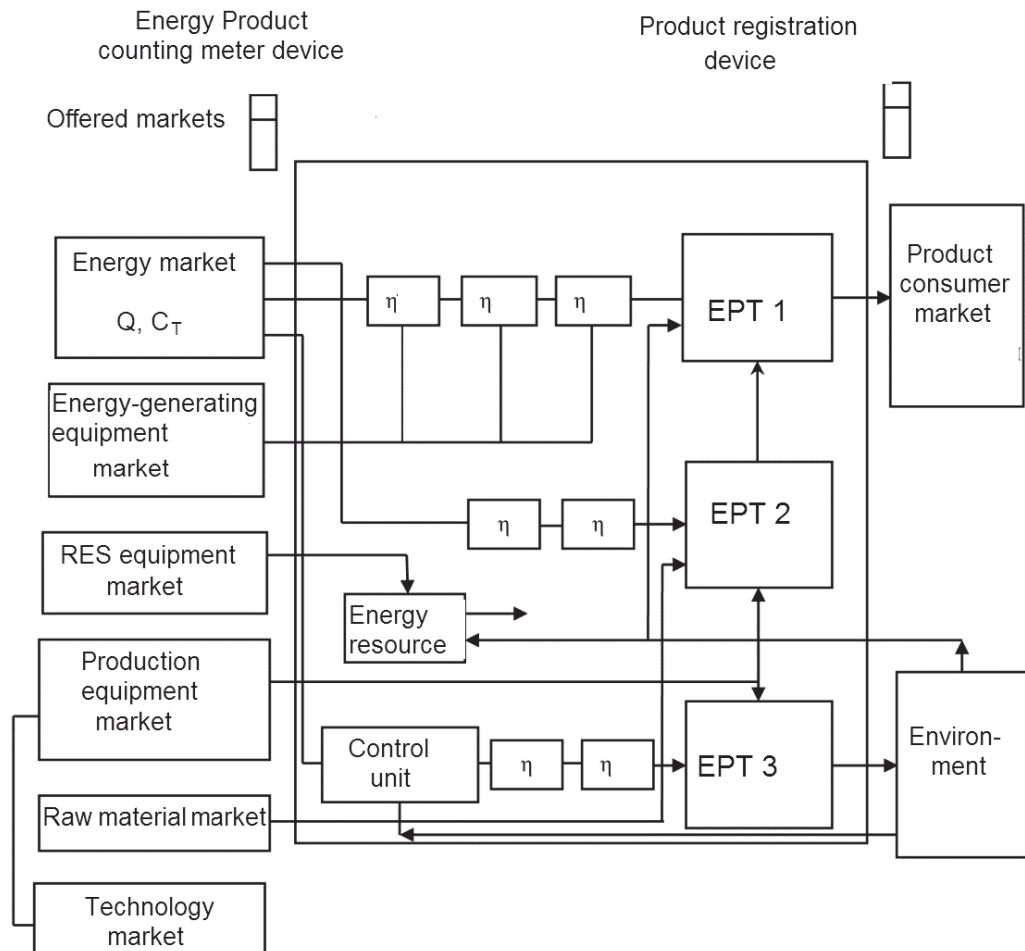 Energy Product
counting meter device
Product registration
device
Offered markets
Energy market
Q, C_T
η
η
η
EPT 1
Product
consumer
market
Energy-generating
equipment
market
η
η
EPT 2
RES equipment
market
Energy
resource
Production
equipment
market
Control
unit
η
η
EPT 3
Environ-
ment
Raw material market
Technology
market